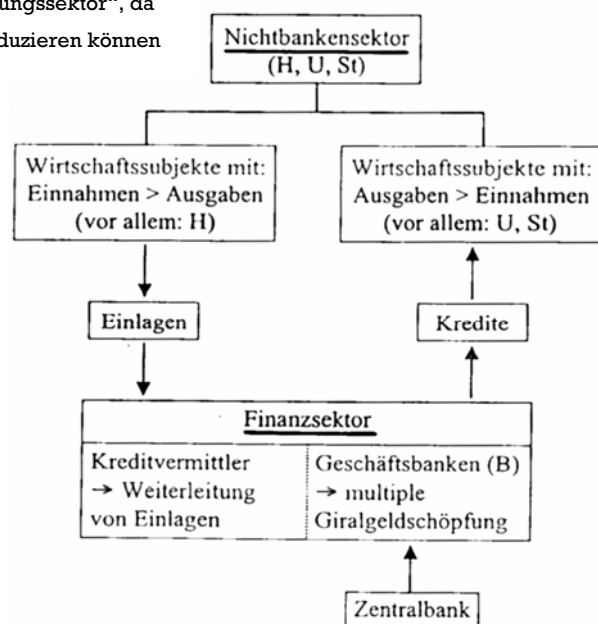 ungssektor“, da
duzieren können
Nichtbankensektor
(H, U, St)
Wirtschaftssubjekte mit:
Einnahmen > Ausgaben
(vor allem: H)
Wirtschaftssubjekte mit:
Ausgaben > Einnahmen
(vor allem: U, St)
Einlagen
Kredite
Finanzsektor
Kreditvermittler
→ Weiterleitung
von Einlagen
Geschäftsbanken (B)
→ multiple
Giralgeldschöpfung
Zentralbank